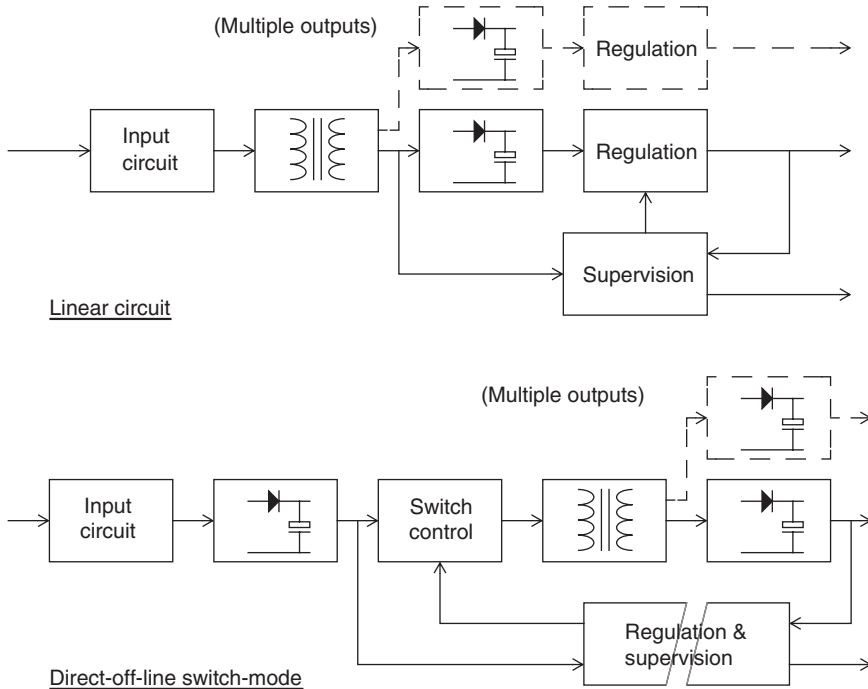 (Multiple outputs)
Regulation
Input
circuit
Regulation
Supervision
Linear circuit
(Multiple outputs)
Input
circuit
Switch
control
Regulation &
supervision
Direct-off-line switch-mode